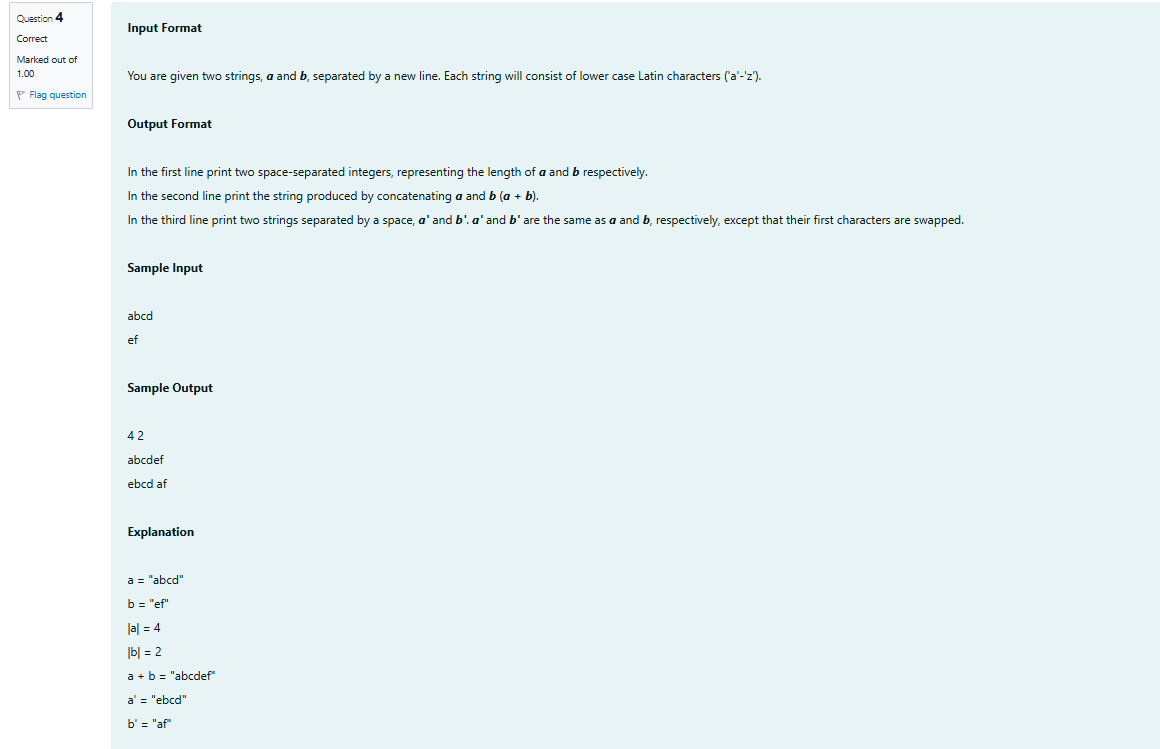 Question 4
Correct
Marked out of
1.00
Flag question
Input Format
You are given two strings, a and b, separated by a new line. Each string will consist of lower case Latin characters ('a'-'z').
Output Format
In the first line print two space-separated integers, representing the length of a and b respectively.
In the second line print the string produced by concatenating a and b (a + b).
In the third line print two strings separated by a space, a' and b'. a' and b' are the same as a and b, respectively, except that their first characters are swapped.
Sample Input
abcd
ef
Sample Output
4 2
abcdef
ebcd af
Explanation
a = "abcd"
b = "ef"
|a| = 4
|b| = 2
a + b = "abcdef"
a' = "ebcd"
b' = "af"